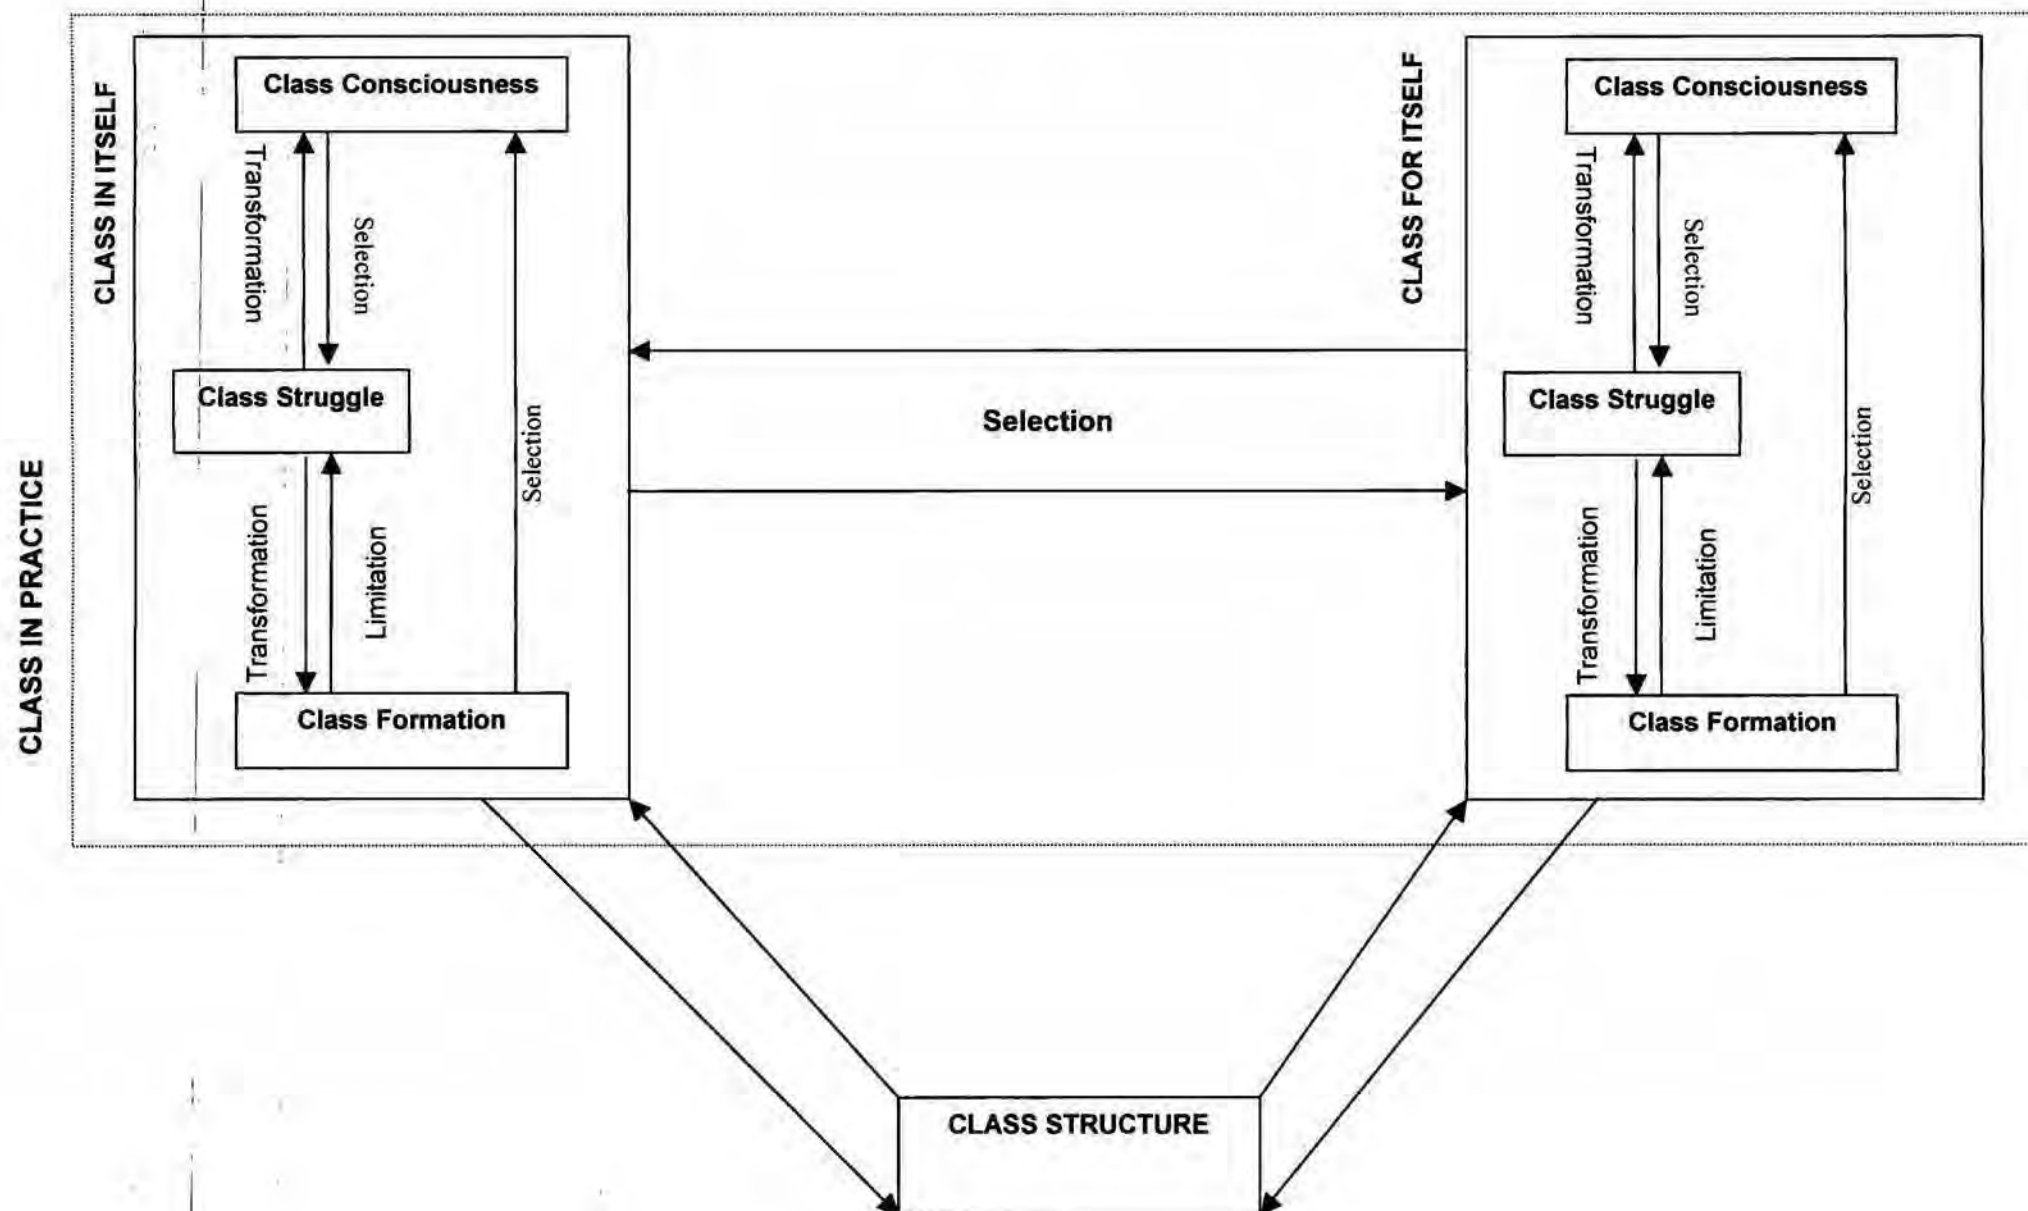 CLASS IN PRACTICE
CLASS IN ITSELF
Class Consciousness
Transformation
Selection
Class Struggle
Selection
Transformation
Limitation
Class Formation
Selection
CLASS FOR ITSELF
Class Consciousness
Transformation
Selection
Class Struggle
Selection
Transformation
Limitation
Class Formation
CLASS STRUCTURE